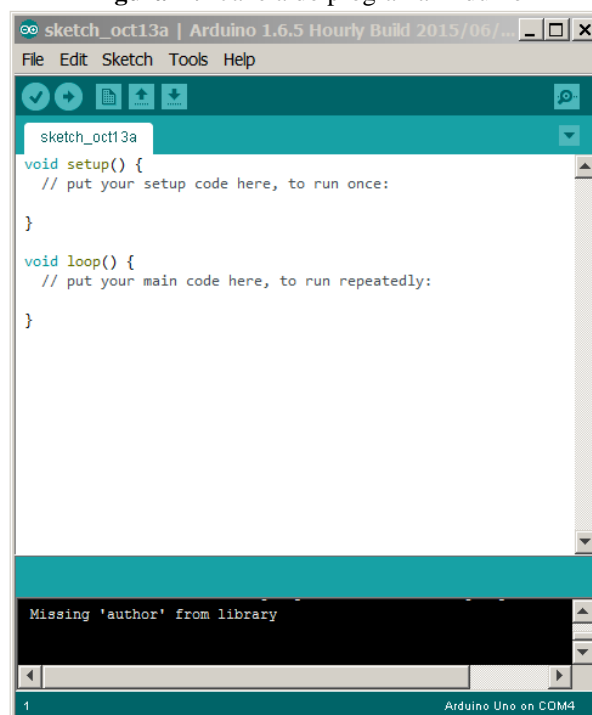 sketch_oct13a | Arduino 1.6.5 Hourly Build 2015/06/...
File Edit Sketch Tools Help
sketch_oct13a
void setup() {
  // put your setup code here, to run once:
}
void loop() {
  // put your main code here, to run repeatedly:
}
Missing 'author' from library
1 Arduino Uno on COM4